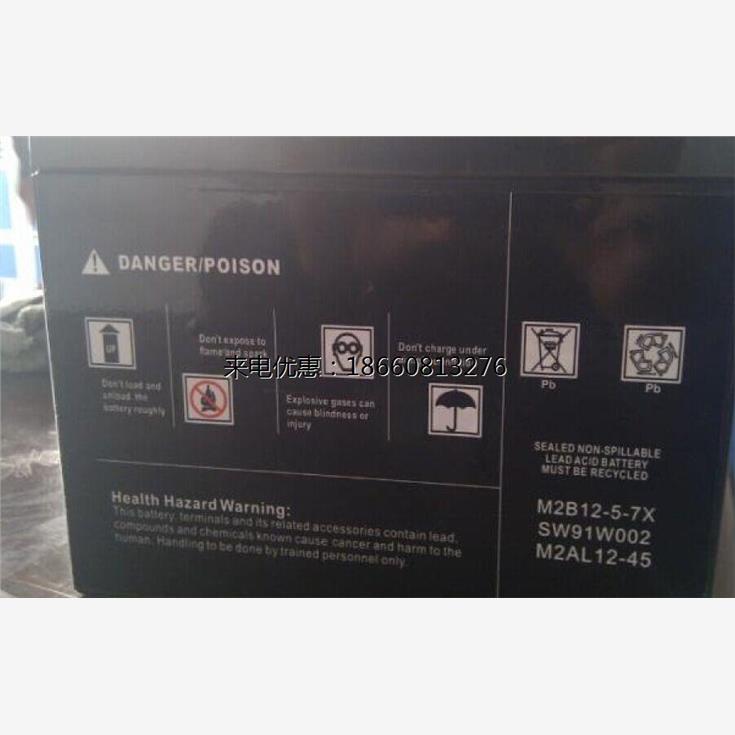 DANGER/POISON
UP
Don't load and
unload the
battery roughly
Don't expose to
flame and spark
Explosive gases can
cause blindness or
injury
Don't charge under
来电优惠：18660813276
Pb
Pb
SEALED NON-SPILLABLE
LEAD ACID BATTERY
MUST BE RECYCLED
M2B12-5-7X
SW91W002
M2AL12-45
Health Hazard Warning:
This battery, terminals and its related accessories contain lead,
compounds and chemicals known cause cancer and harm to the
human. Handling to be done by trained personnel only.